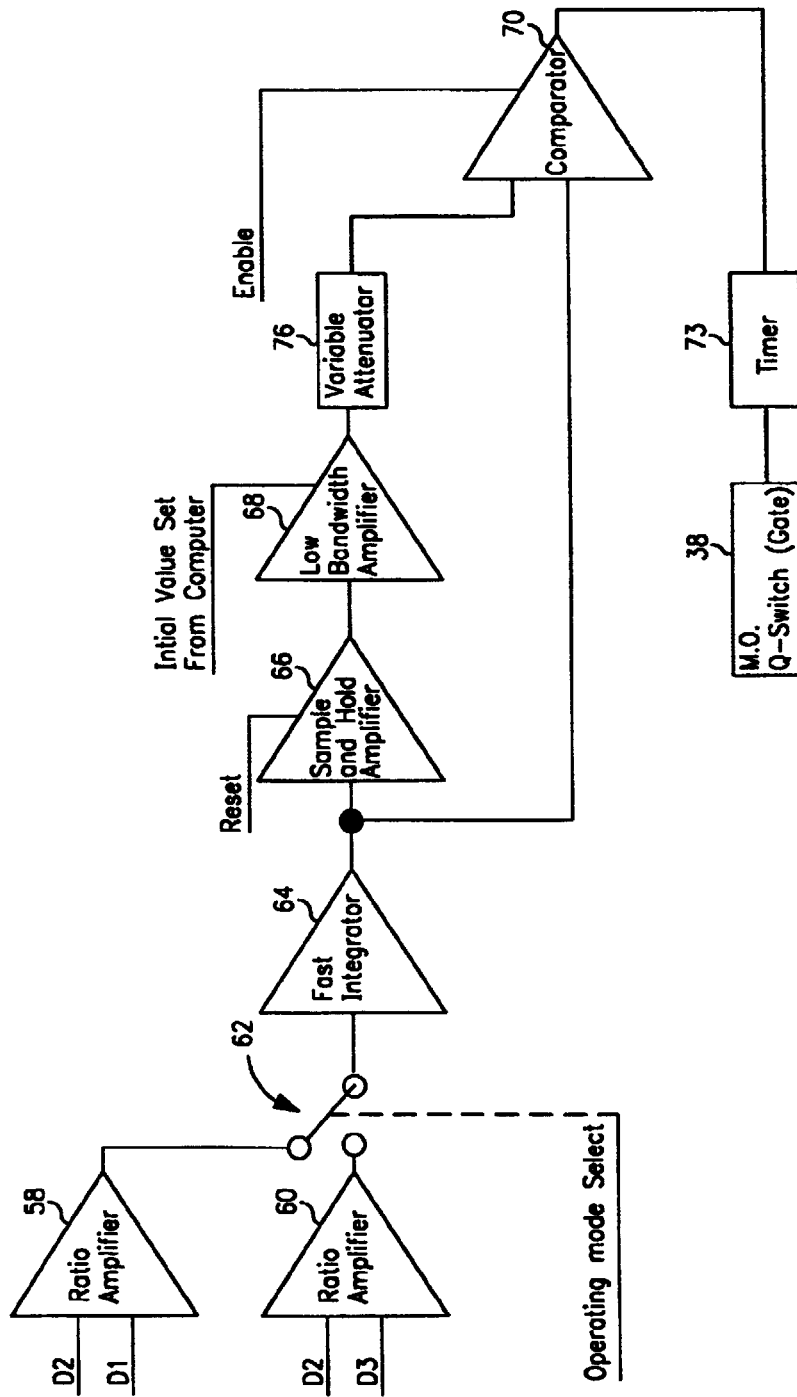 D2
D1
Ratio
Amplifier
58
D2
D3
Ratio
Amplifier
60
62
Operating mode Select
Fast
Integrator
64
Reset
Sample
and Hold
Amplifier
66
Intial Value Set
From Computer
Low
Bandwidth
Amplifier
68
Variable
Attenuator
76
Enable
Comparator
70
Timer
73
M.O.
Q-Switch (Gate)
38